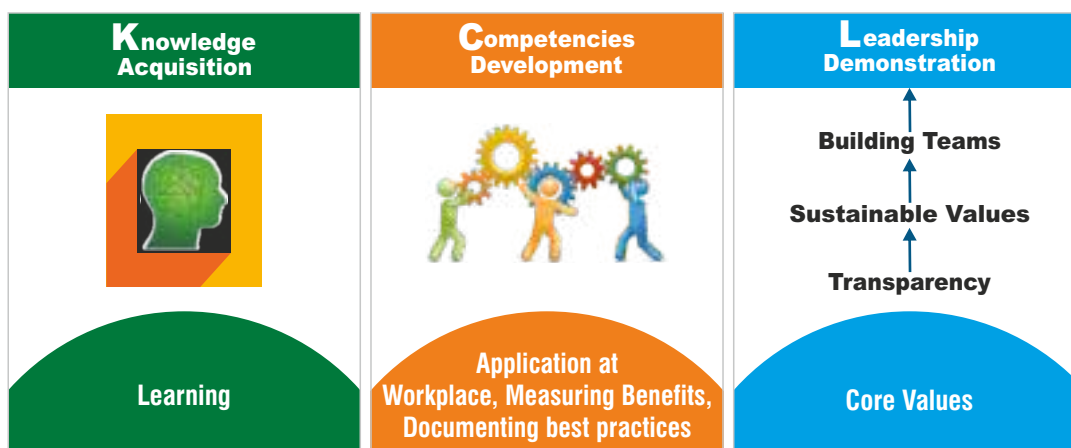 Knowledge
Acquisition
Learning
Competencies
Development
Application at
Workplace, Measuring Benefits,
Documenting best practices
Leadership
Demonstration
Building Teams
Sustainable Values
Transparency
Core Values